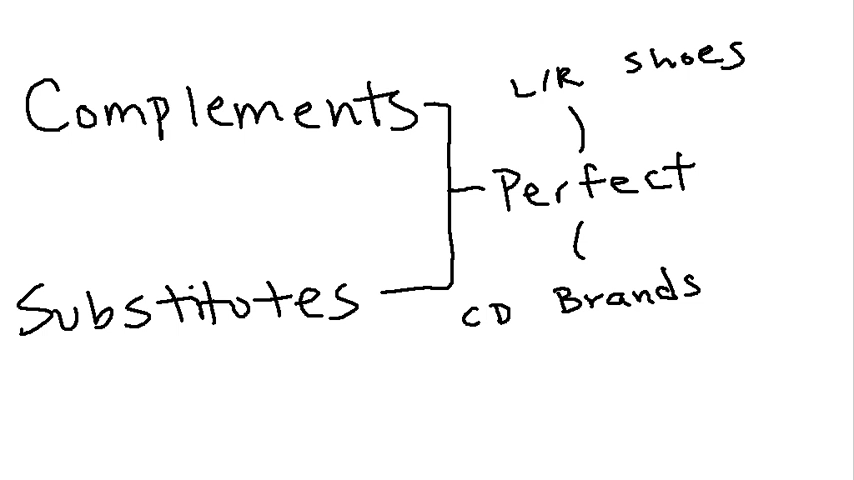 L/R shoes
Complements
Perfect
Substitutes
CD Brands